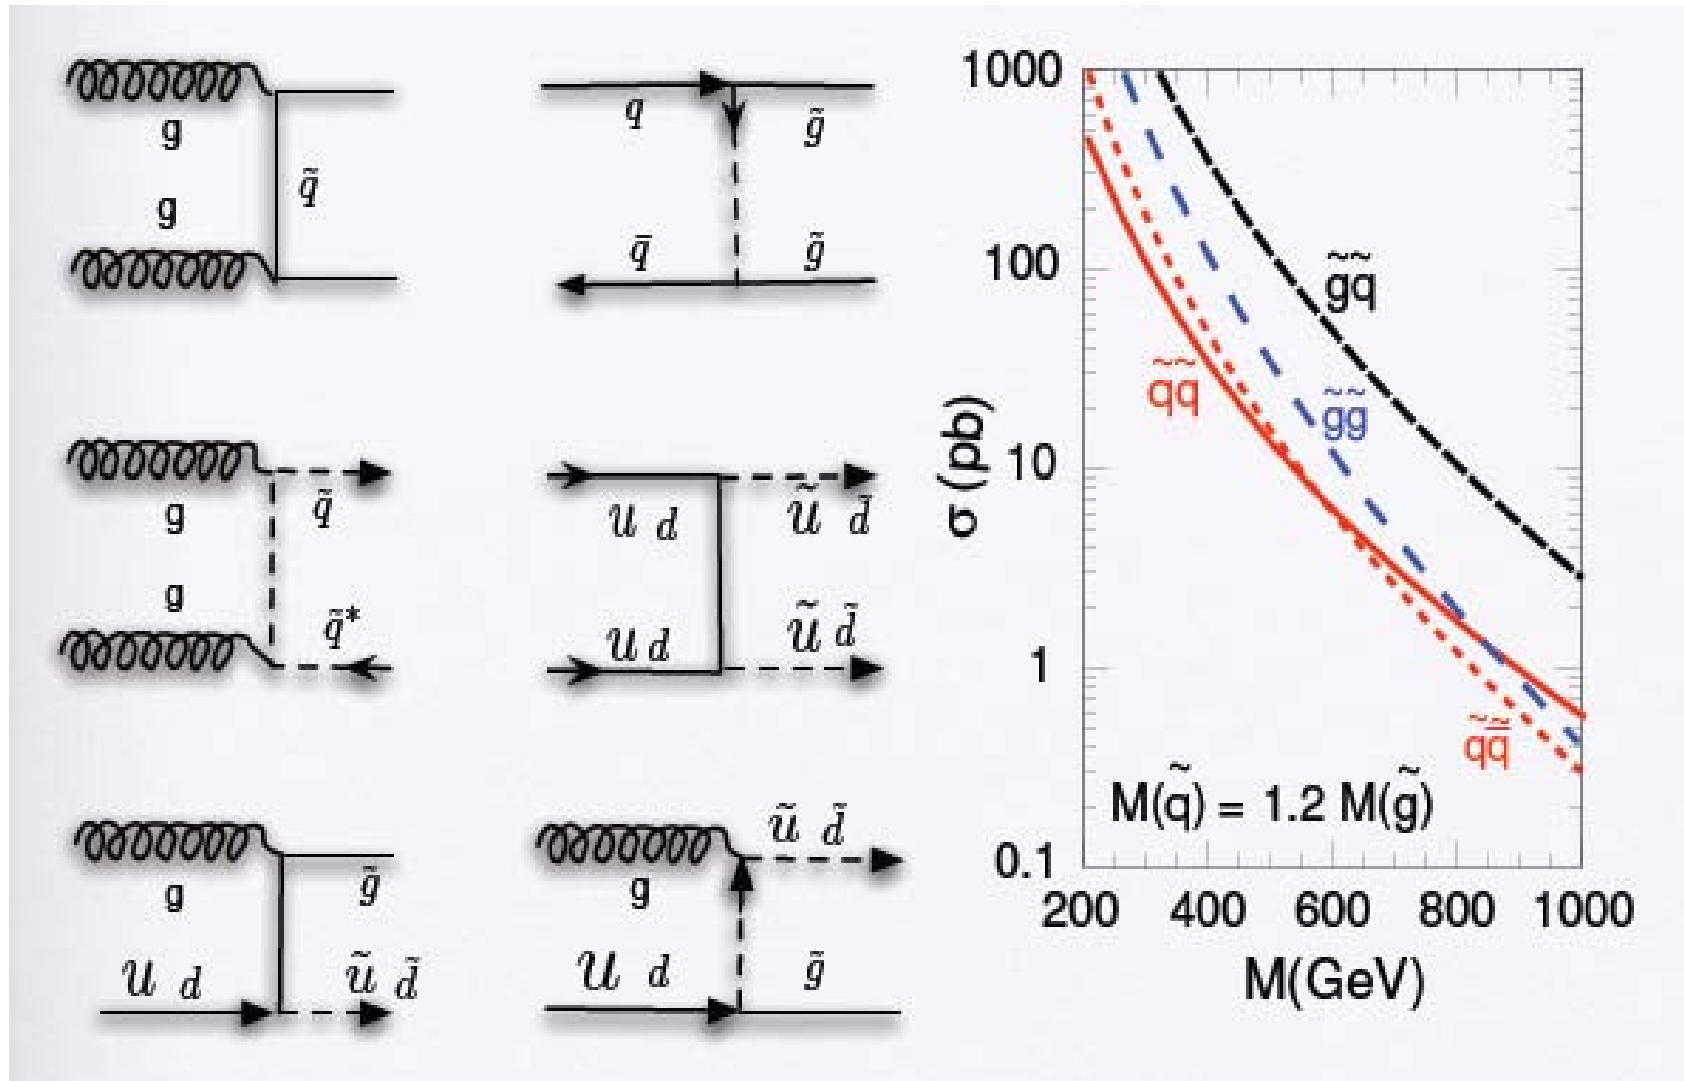 g
g
q̃
q
g̃
q̄
g̃
g
q̃
g
q̃*
u d
ũ d̃
u d
ũ d̃
g
g̃
u d
ũ d̃
g
ũ d̃
u d
g̃
1000
100
10
1
0.1
σ (pb)
g̃q̃
q̃q̃
g̃g̃
q̃q̄̃
M(q̃) = 1.2 M(g̃)
200 400 600 800 1000
M(GeV)